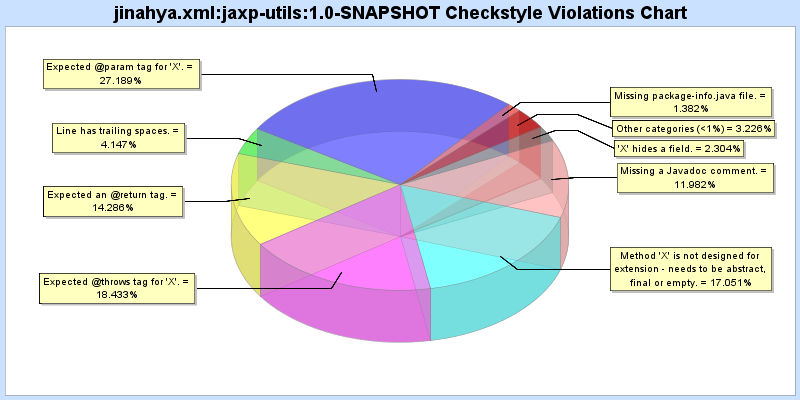 jinahya.xml:jaxp-utils:1.0-SNAPSHOT Checkstyle Violations Chart
Expected @param tag for 'X'. =
27.189%
Line has trailing spaces. =
4.147%
Expected an @return tag. =
14.286%
Expected @throws tag for 'X'. =
18.433%
Missing package-info.java file. =
1.382%
Other categories (<1%) = 3.226%
'X' hides a field. = 2.304%
Missing a Javadoc comment. =
11.982%
Method 'X' is not designed for
extension - needs to be abstract,
final or empty. = 17.051%